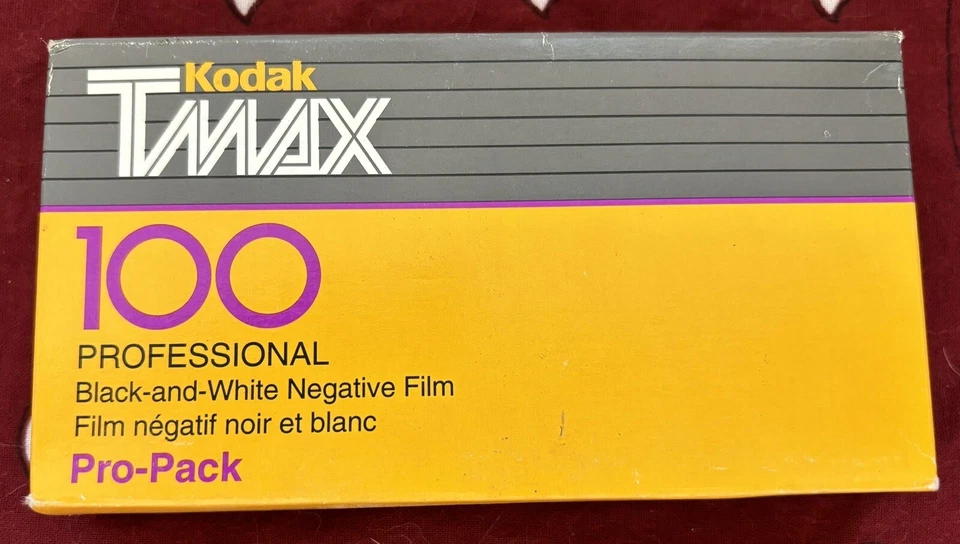 Kodak
TMAX
100
PROFESSIONAL
Black-and-White Negative Film
Film négatif noir et blanc
Pro-Pack